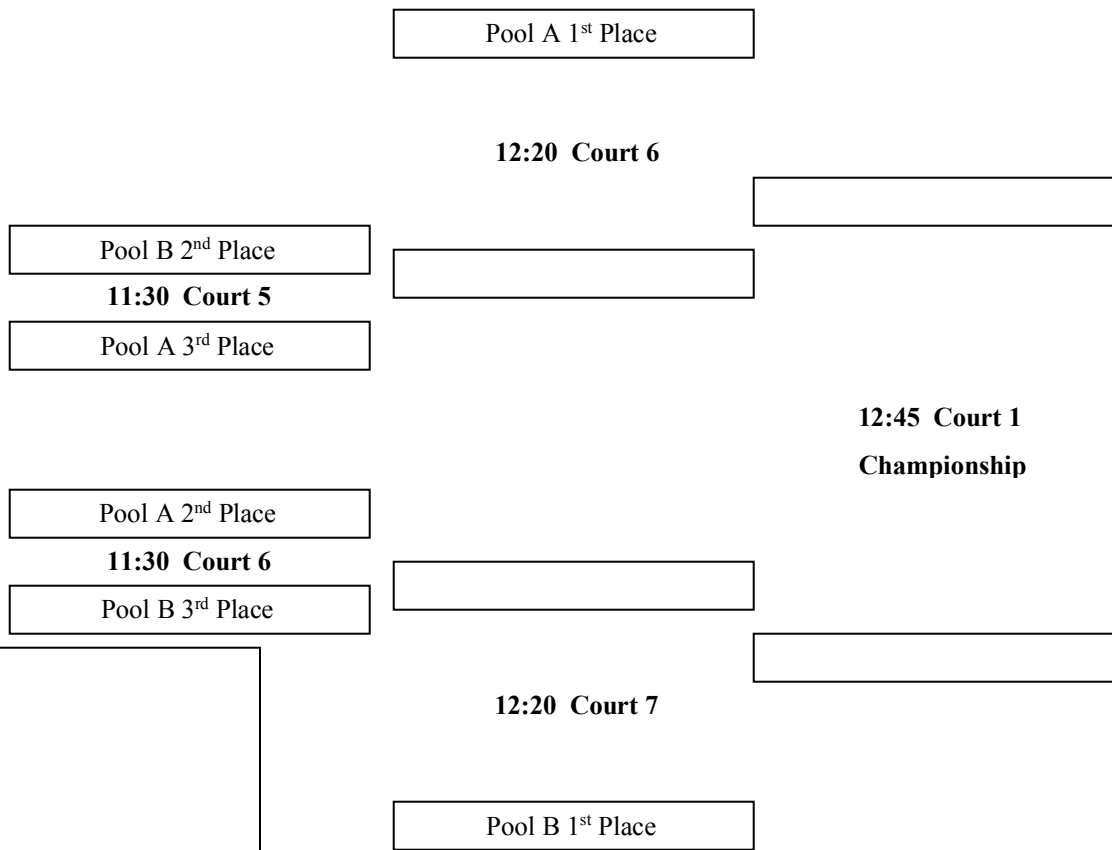 Pool A 1st Place
12:20 Court 6
Pool B 2nd Place
11:30 Court 5
Pool A 3rd Place
12:45 Court 1
Championship
Pool A 2nd Place
11:30 Court 6
Pool B 3rd Place
12:20 Court 7
Pool B 1st Place